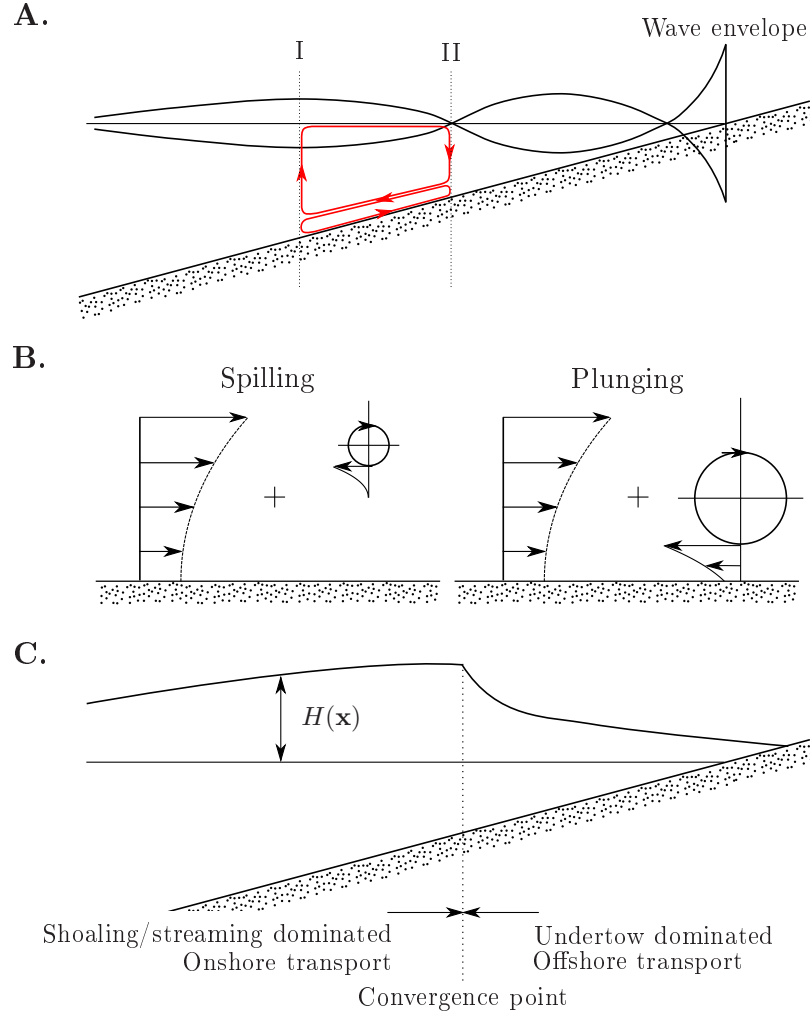 A.
Wave envelope
I
II
B.
Spilling
Plunging
+
+
C.
H(x)
Shoaling/streaming dominated
Onshore transport
Undertow dominated
Offshore transport
Convergence point